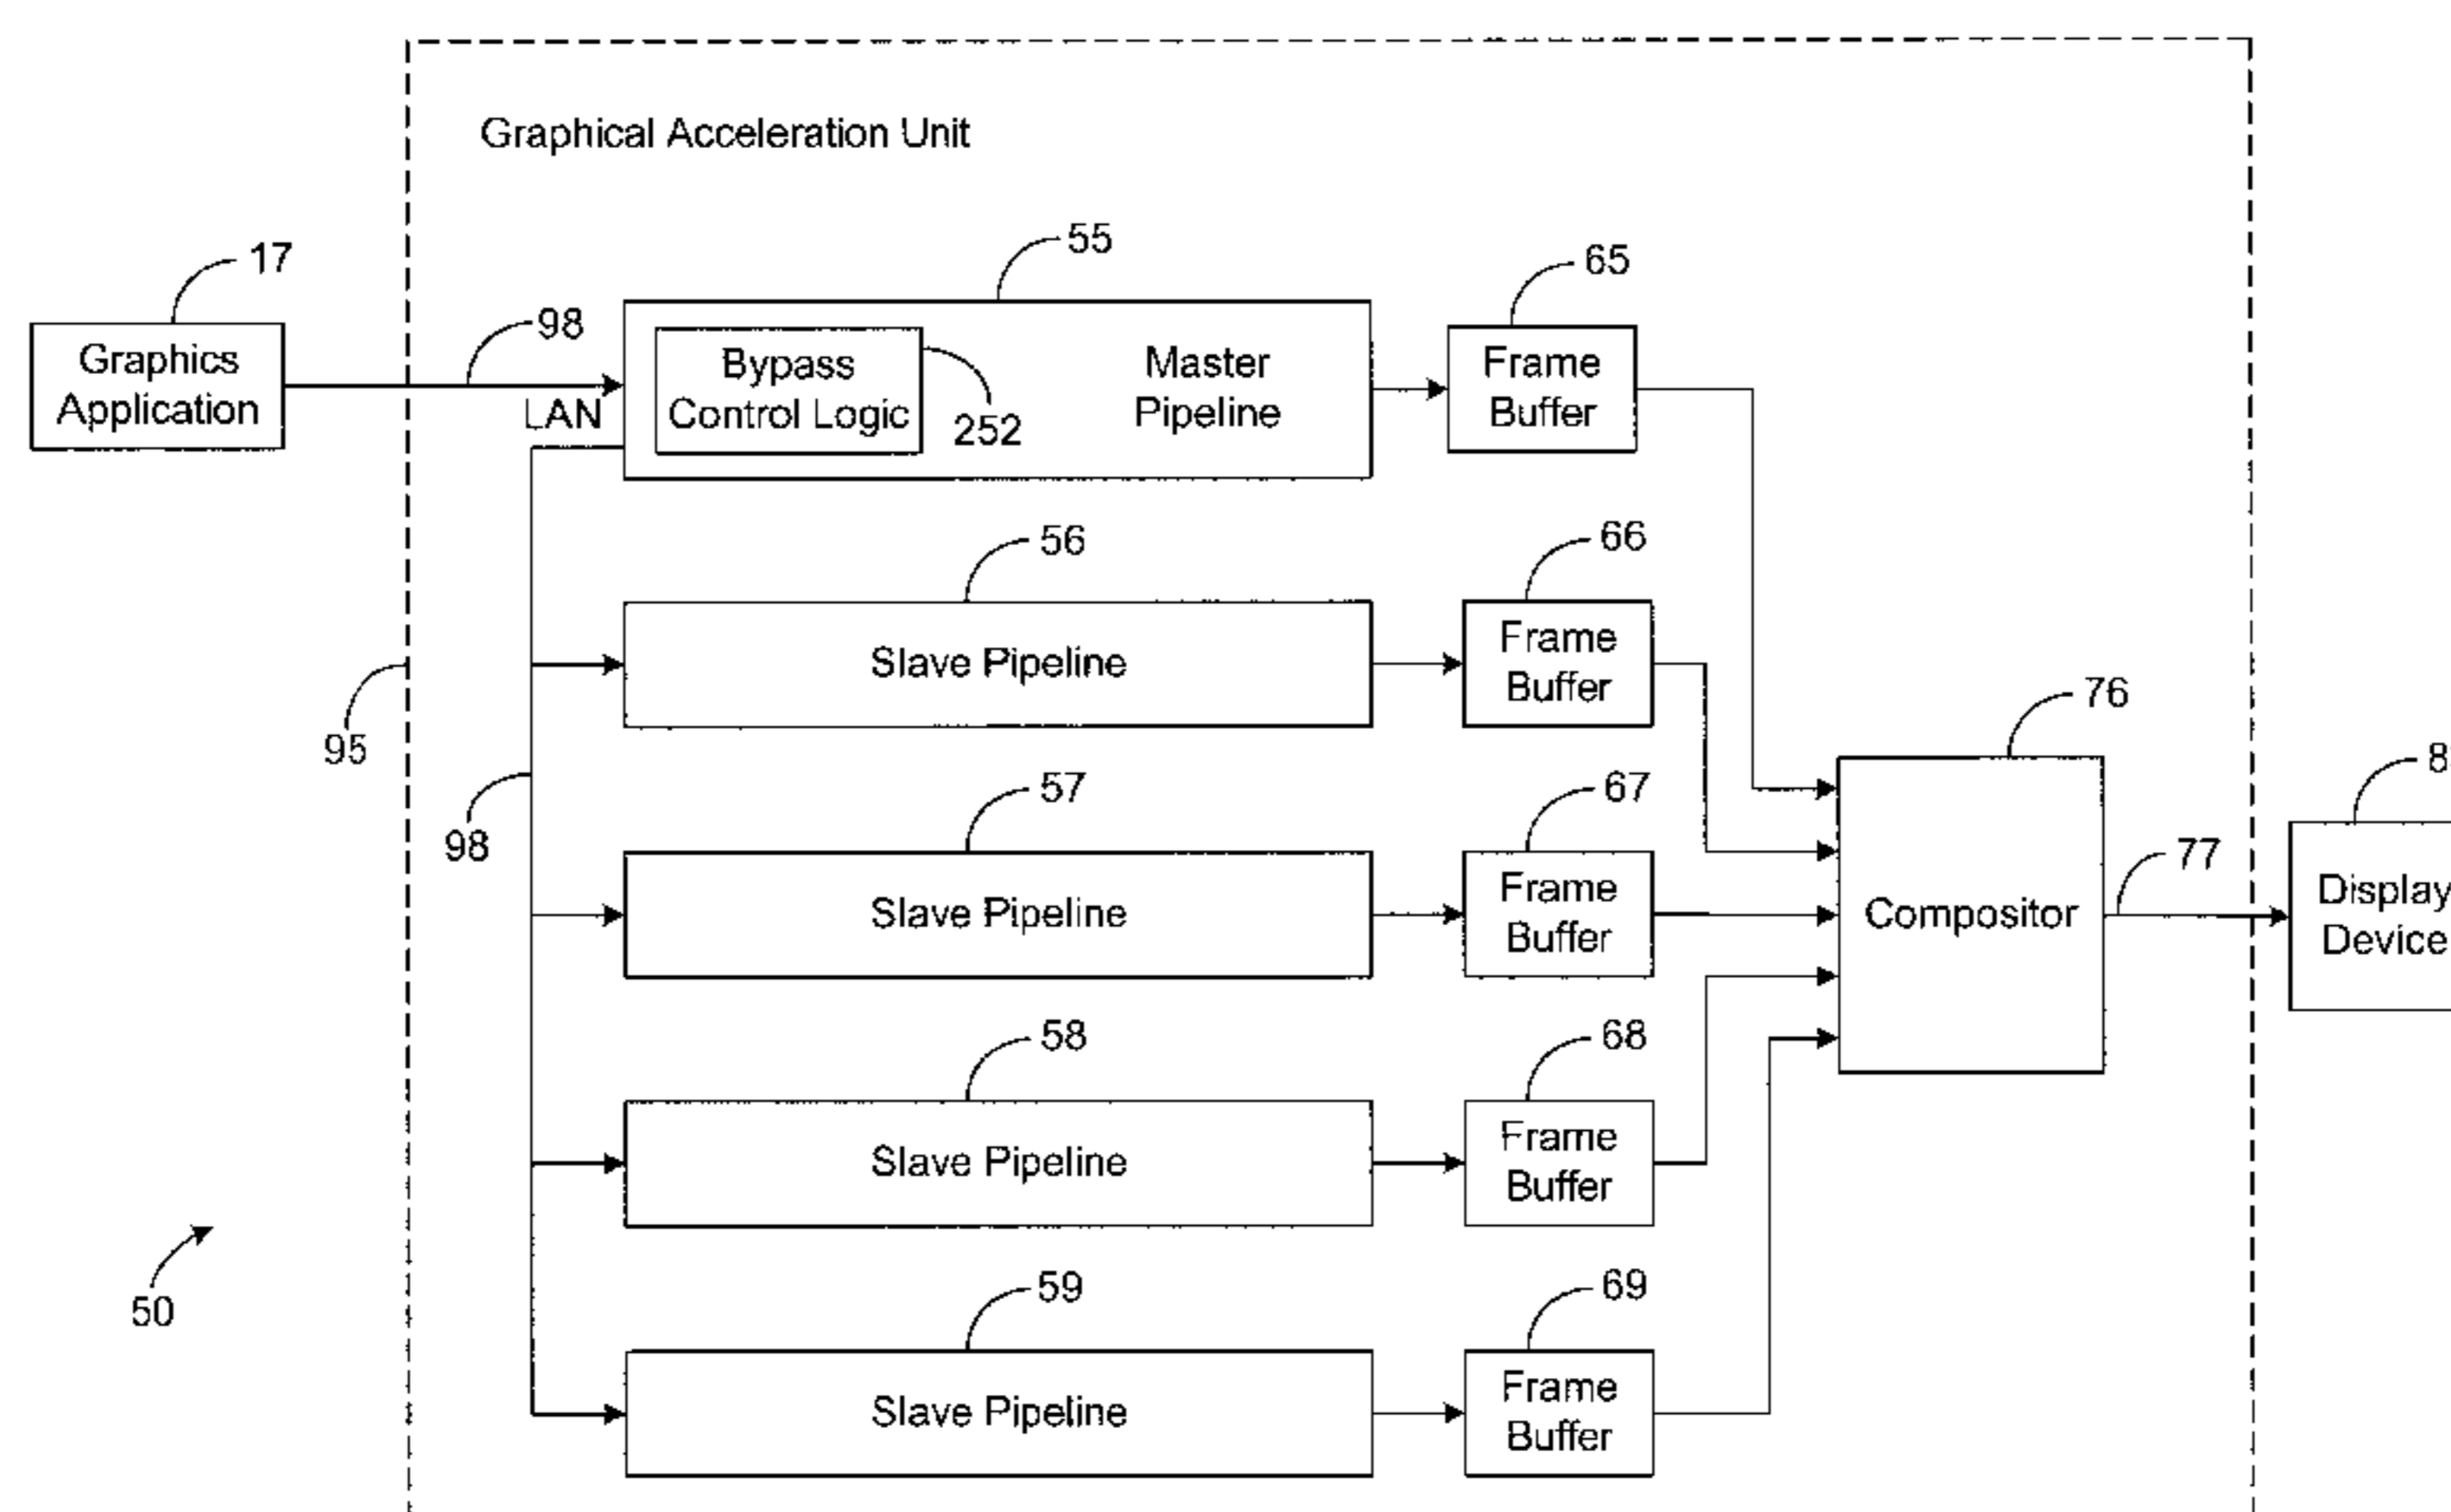 Graphical Acceleration Unit
17
55
65
98
Graphics
Application
LAN
Bypass
Control Logic
252
Master
Pipeline
Frame
Buffer
56
66
Slave Pipeline
Frame
Buffer
95
76
57
67
98
Slave Pipeline
Frame
Buffer
Compositor
77
Display
Device
58
68
Slave Pipeline
Frame
Buffer
50
59
69
Slave Pipeline
Frame
Buffer